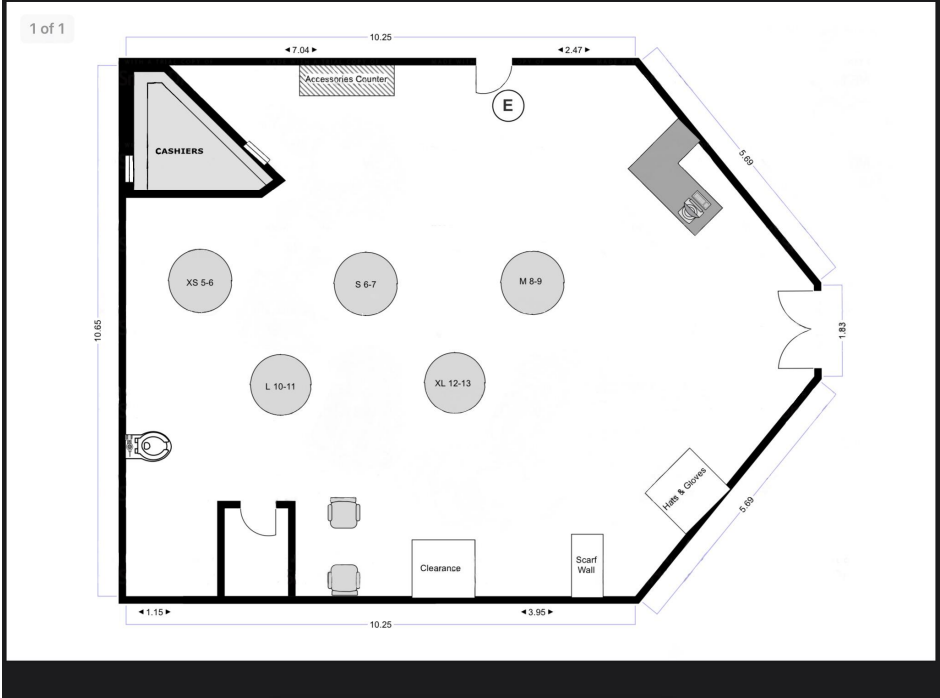 1 of 1
10.25
7.04
2.47
Accessories Counter
E
CASHIERS
5.69
XS 5-6
S 6-7
M 8-9
10.65
1.83
L 10-11
XL 12-13
Hats & Gloves
5.69
Clearance
Scarf
Wall
1.15
3.95
10.25